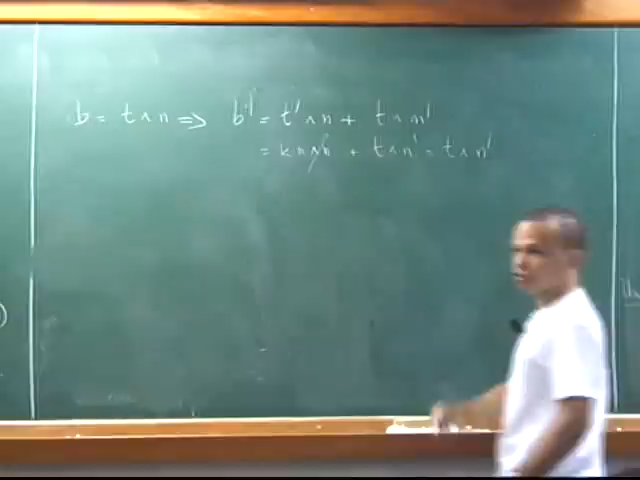 b = t ∧ n ⇒ b' = t' ∧ n + t ∧ n'
= k n ∧ n + t ∧ n' = t ∧ n'